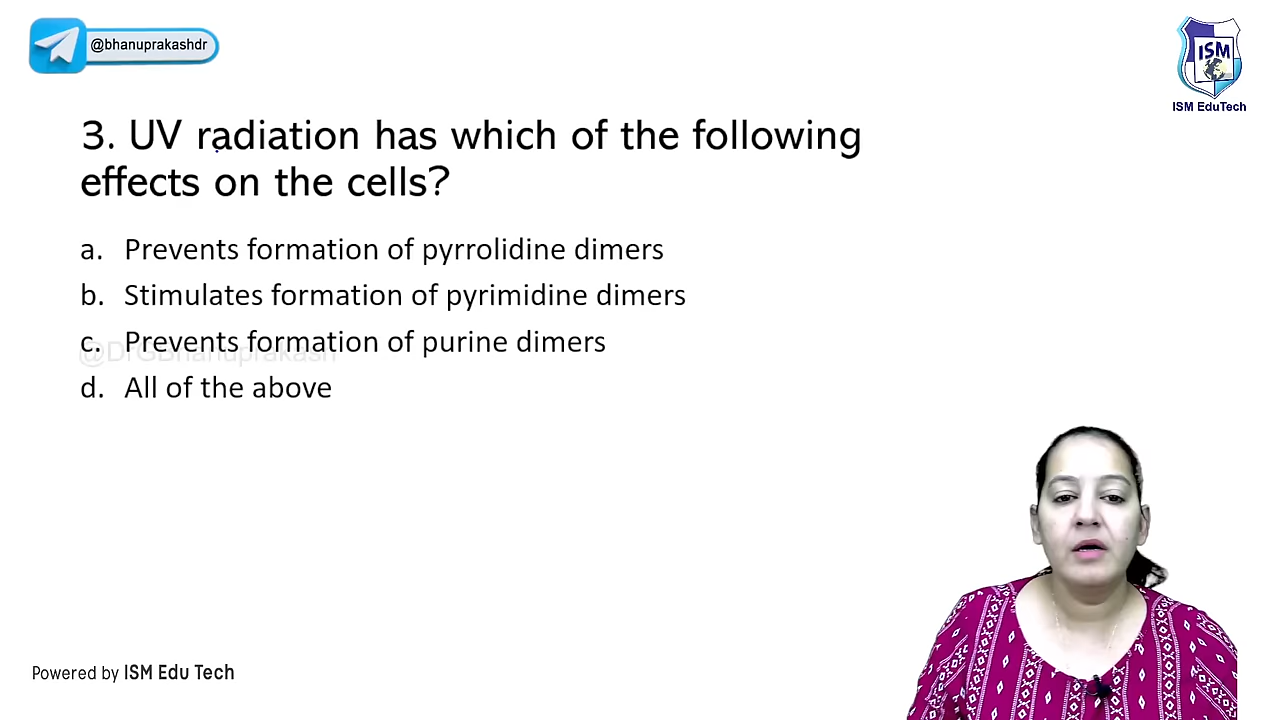 @bhanuprakashdr
ISM
ISM EduTech
3. UV radiation has which of the following
effects on the cells?
a. Prevents formation of pyrrolidine dimers
b. Stimulates formation of pyrimidine dimers
c. Prevents formation of purine dimers
@DrGBhanuprakash
d. All of the above
Powered by ISM Edu Tech